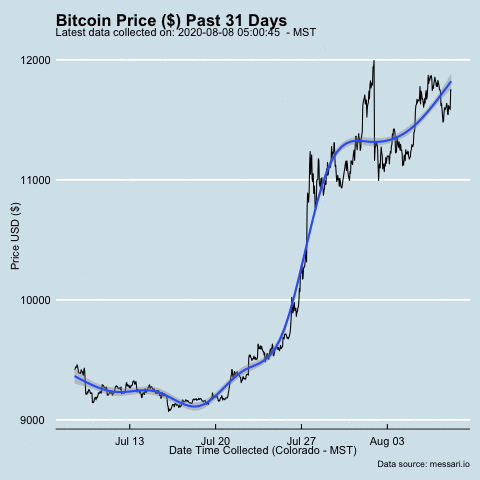 Bitcoin Price ($) Past 31 Days
Latest data collected on: 2020-08-08 05:00:45  - MST
12000
11000
10000
9000
Price USD ($)
Jul 13
Jul 20
Jul 27
Aug 03
Date Time Collected (Colorado - MST)
Data source: messari.io